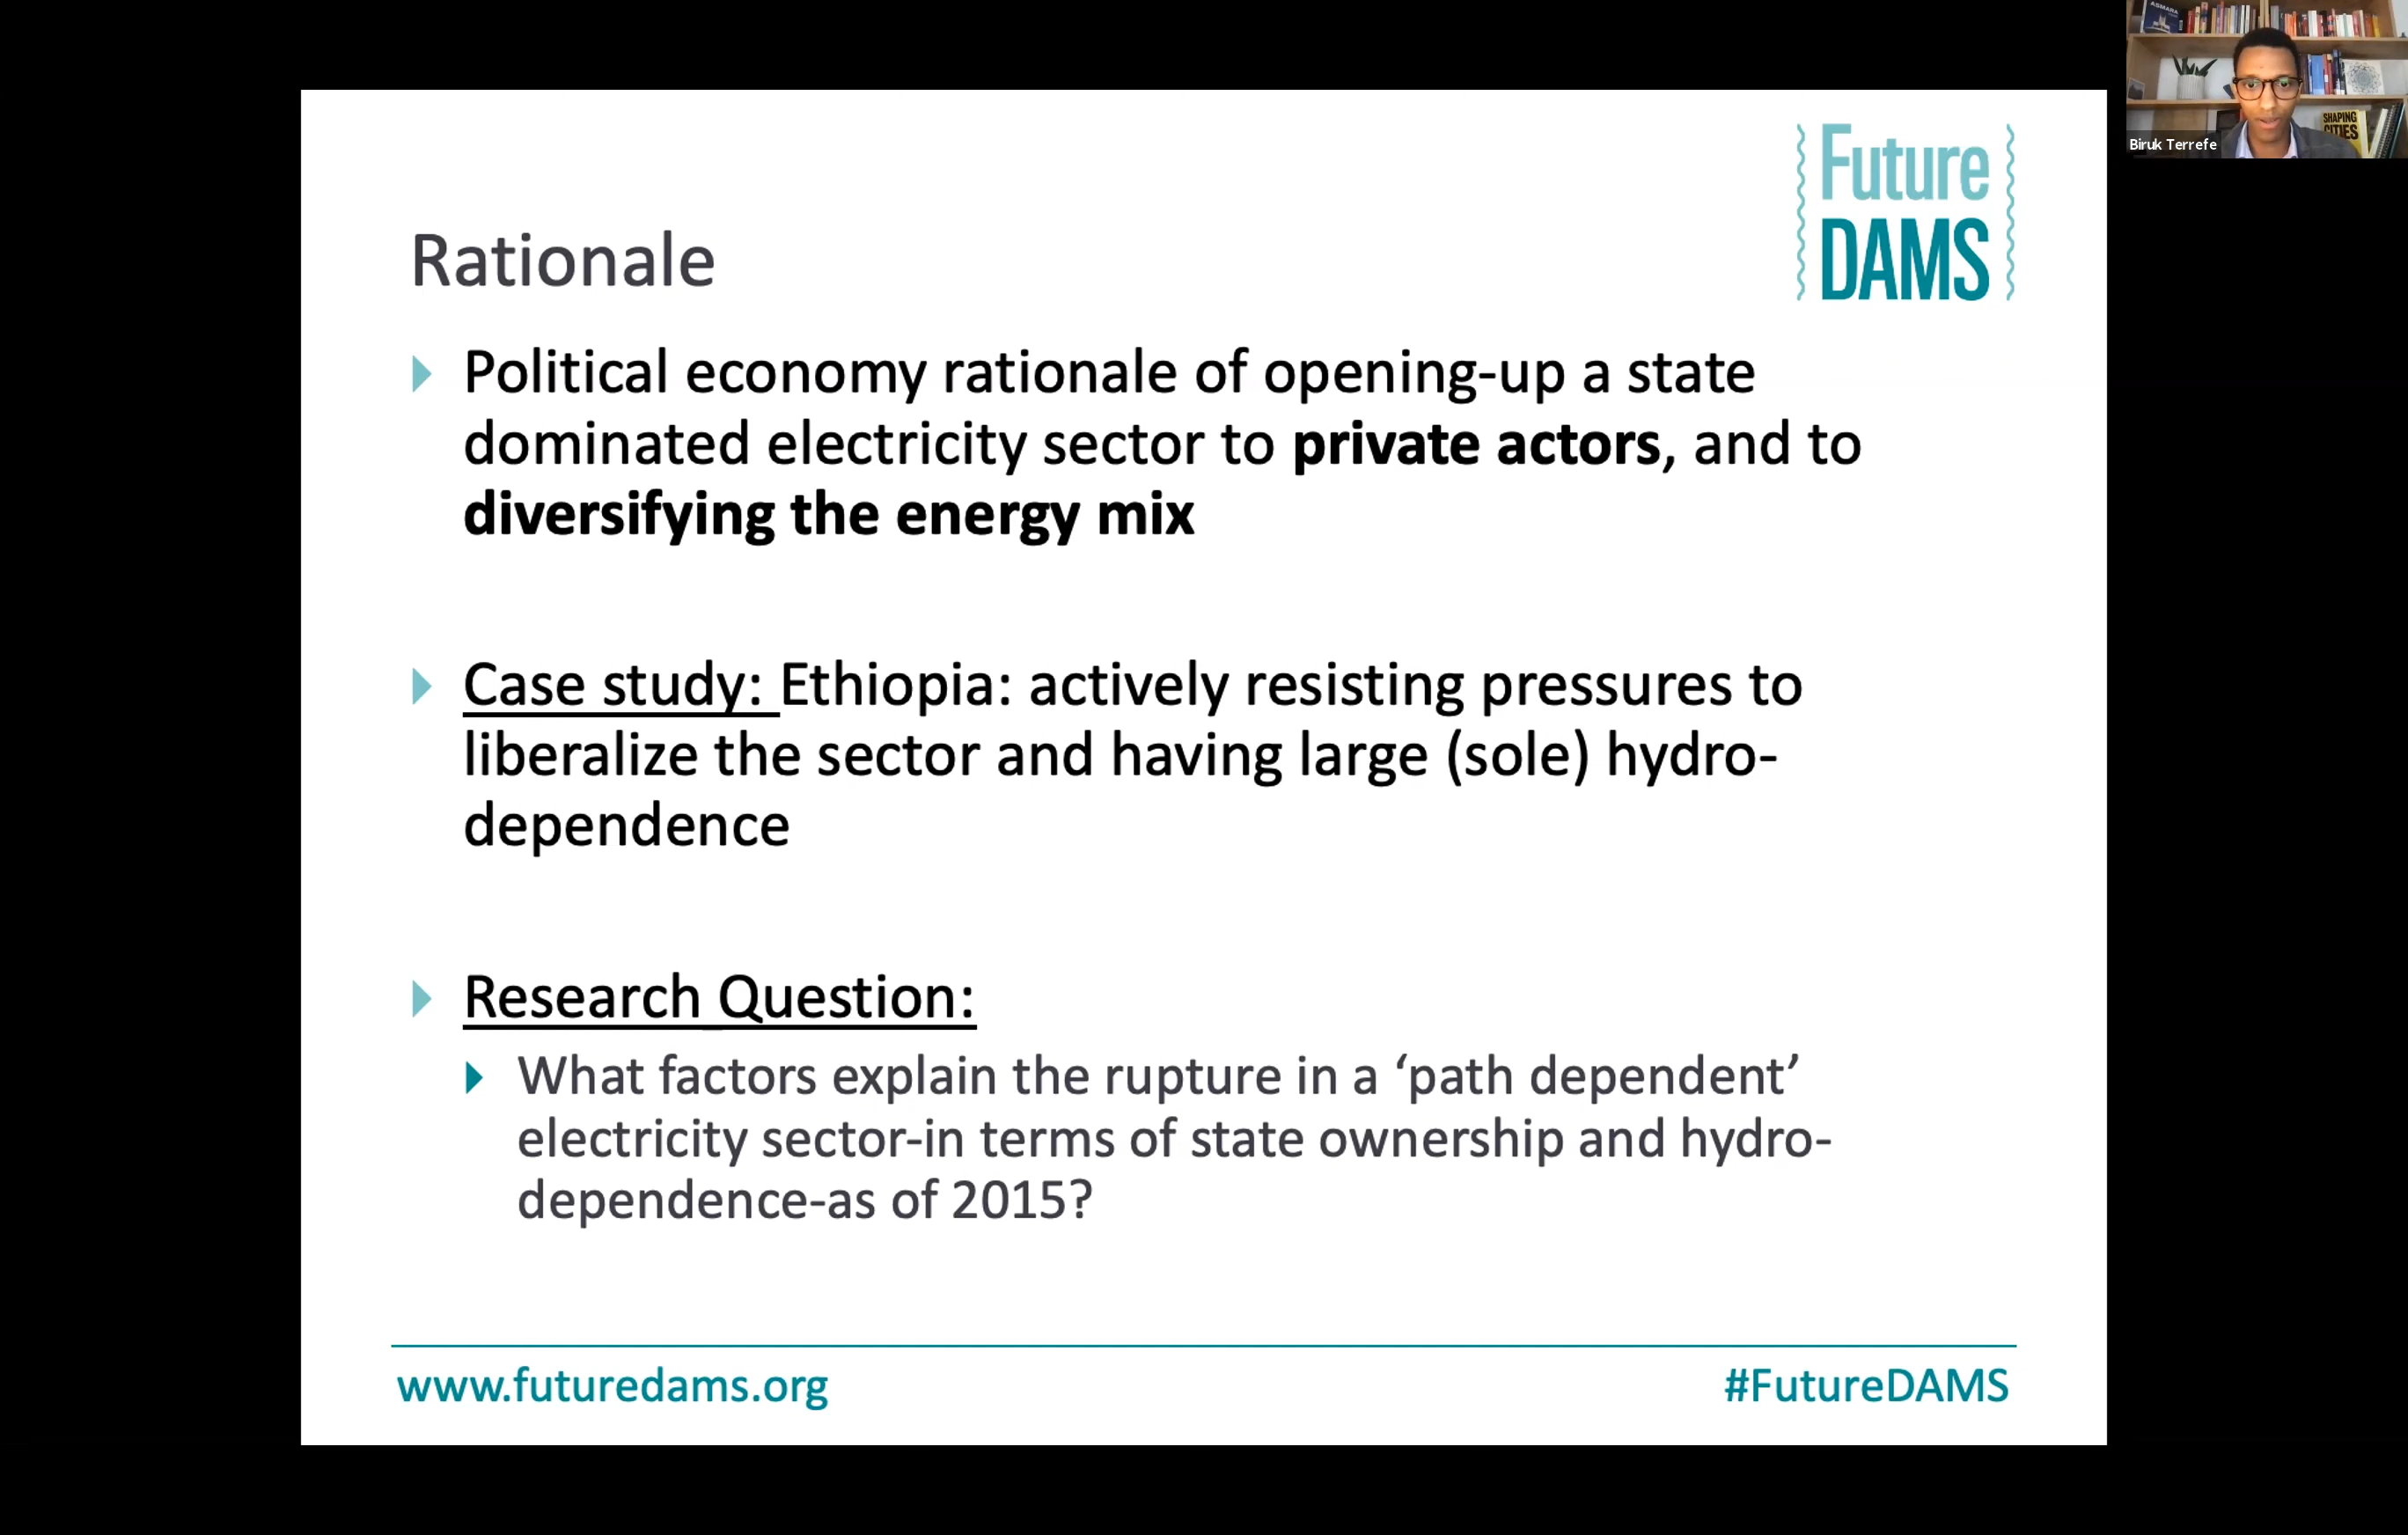 Future
DAMS
Rationale
Political economy rationale of opening-up a state
dominated electricity sector to private actors, and to
diversifying the energy mix
Case study: Ethiopia: actively resisting pressures to
liberalize the sector and having large (sole) hydro-
dependence
Research Question:
What factors explain the rupture in a ‘path dependent’
electricity sector-in terms of state ownership and hydro-
dependence-as of 2015?
www.futuredams.org
#FutureDAMS
ASMARA
SHAPING
CITIES
Biruk Terrefe